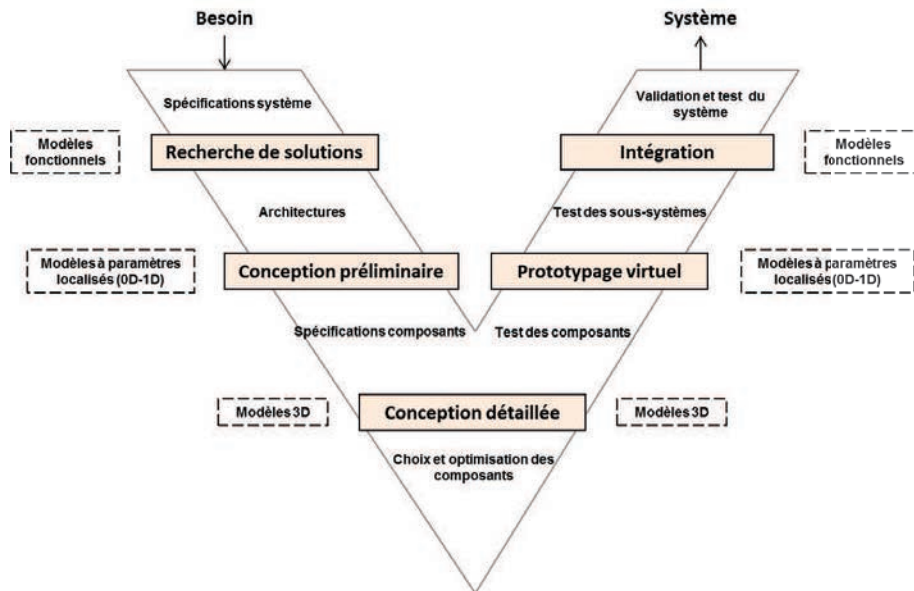 Besoin
Système
Spécifications système
Validation et test du
système
Modèles
fonctionnels
Recherche de solutions
Intégration
Modèles
fonctionnels
Architectures
Test des sous-systèmes
Modèles à paramètres
localisés (0D-1D)
Conception préliminaire
Prototypage virtuel
Modèles à paramètres
localisés (0D-1D)
Spécifications composants
Test des composants
Modèles 3D
Conception détaillée
Modèles 3D
Choix et optimisation des
composants